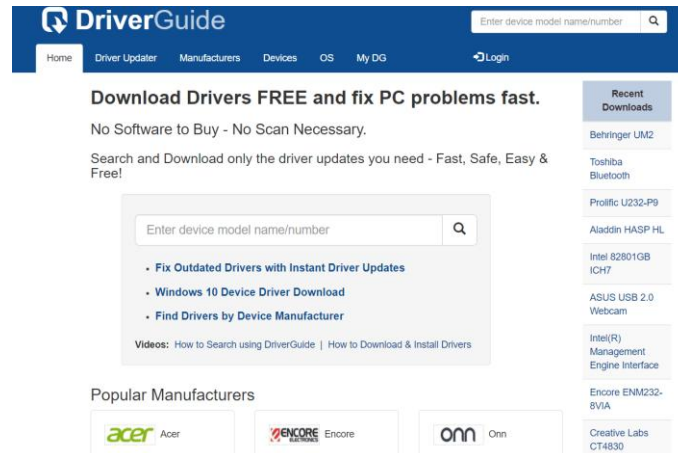 DriverGuide
Enter device model name/number
Home Driver Updater Manufacturers Devices OS My DG Login
Download Drivers FREE and fix PC problems fast.
No Software to Buy - No Scan Necessary.
Search and Download only the driver updates you need - Fast, Safe, Easy &
Free!
Enter device model name/number
Fix Outdated Drivers with Instant Driver Updates
Windows 10 Device Driver Download
Find Drivers by Device Manufacturer
Videos: How to Search using DriverGuide | How to Download & Install Drivers
Popular Manufacturers
acer Acer
ENCORE ELECTRONICS Encore
onn Onn
Recent
Downloads
Behringer UM2
Toshiba
Bluetooth
Prolific U232-P9
Aladdin HASP HL
Intel 82801GB
ICH7
ASUS USB 2.0
Webcam
Intel(R)
Management
Engine Interface
Encore ENM232-
8VIA
Creative Labs
CT4830